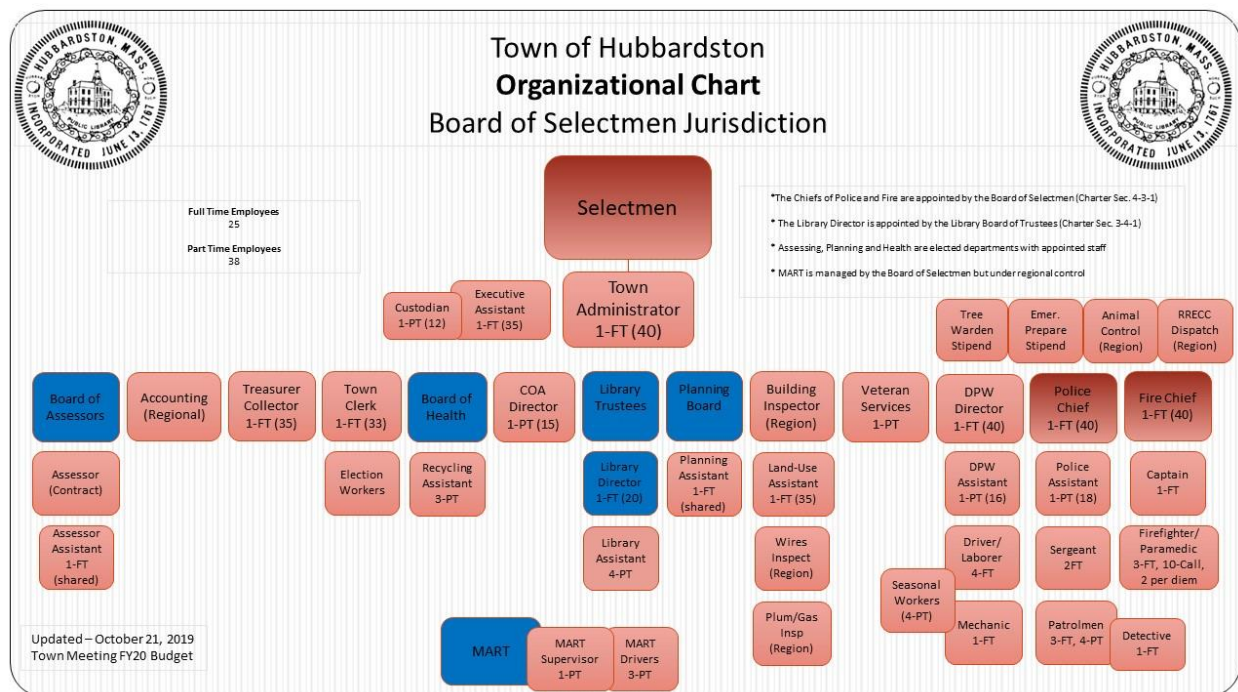 HUBBARDSTON, MASS.
PUBLIC LIBRARY
INCORPORATED JUNE 13, 1767
Town of Hubbardston
Organizational Chart
Board of Selectmen Jurisdiction
HUBBARDSTON, MASS.
PUBLIC LIBRARY
INCORPORATED JUNE 13, 1767
Full Time Employees
25
Part Time Employees
38
Selectmen
*The Chiefs of Police and Fire are appointed by the Board of Selectmen (Charter Sec. 4-3-1)
* The Library Director is appointed by the Library Board of Trustees (Charter Sec. 3-4-1)
* Assessing, Planning and Health are elected departments with appointed staff
* MART is managed by the Board of Selectmen but under regional control
Custodian
1-PT (12)
Executive
Assistant
1-FT (35)
Town
Administrator
1-FT (40)
Tree
Warden
Stipend
Emer.
Prepare
Stipend
Animal
Control
(Region)
RRECC
Dispatch
(Region)
Board of
Assessors
Accounting
(Regional)
Treasurer
Collector
1-FT (35)
Town
Clerk
1-FT (33)
Board of
Health
COA
Director
1-PT (15)
Library
Trustees
Planning
Board
Building
Inspector
(Region)
Veteran
Services
1-PT
DPW
Director
1-FT (40)
Police
Chief
1-FT (40)
Fire Chief
1-FT (40)
Assessor
(Contract)
Election
Workers
Recycling
Assistant
3-PT
Library
Director
1-FT (20)
Planning
Assistant
1-FT
(shared)
Land-Use
Assistant
1-FT (35)
DPW
Assistant
1-PT (16)
Police
Assistant
1-PT (18)
Captain
1-FT
Assessor
Assistant
1-FT
(shared)
Library
Assistant
4-PT
Wires
Inspect
(Region)
Driver/
Laborer
4-FT
Sergeant
2FT
Firefighter/
Paramedic
3-FT, 10-Call,
2 per diem
Seasonal
Workers
(4-PT)
Plum/Gas
Insp
(Region)
Mechanic
1-FT
Patrolmen
3-FT, 4-PT
Detective
1-FT
MART
MART
Supervisor
1-PT
MART
Drivers
3-PT
Updated – October 21, 2019
Town Meeting FY20 Budget